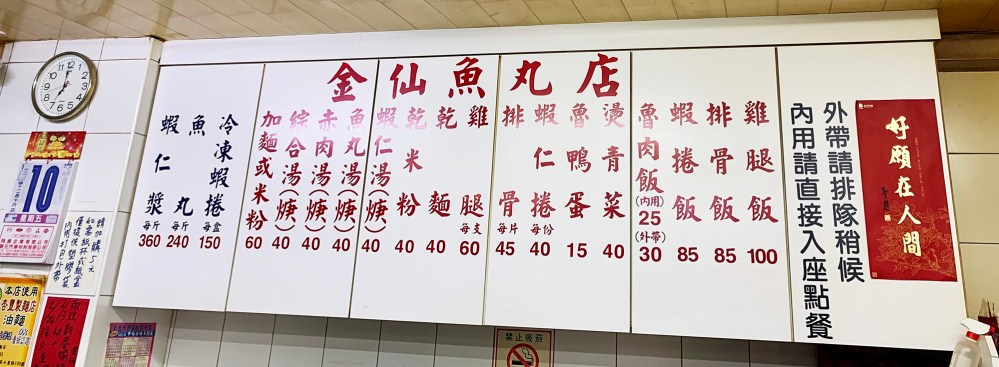 金仙魚丸店
雞腿飯 100
排骨飯 85
蝦捲飯 85
魯肉飯 (內用) 25 (外帶) 30
燙青菜 40
魯鴨蛋 15
蝦仁捲 每份 40
排骨 每片 45
雞腿 每支 60
乾麵 40
乾米粉 40
蝦仁湯(焿) 40
魚丸湯(焿) 40
赤肉湯(焿) 40
綜合湯(焿) 40
加麵或米粉 60
冷凍蝦捲 每盒 150
魚丸 每斤 240
蝦仁漿 每斤 360
外帶請排隊稍候
內用請直接入座點餐
好願在人間
10
星期五
本店使用
油麵
禁止吸菸